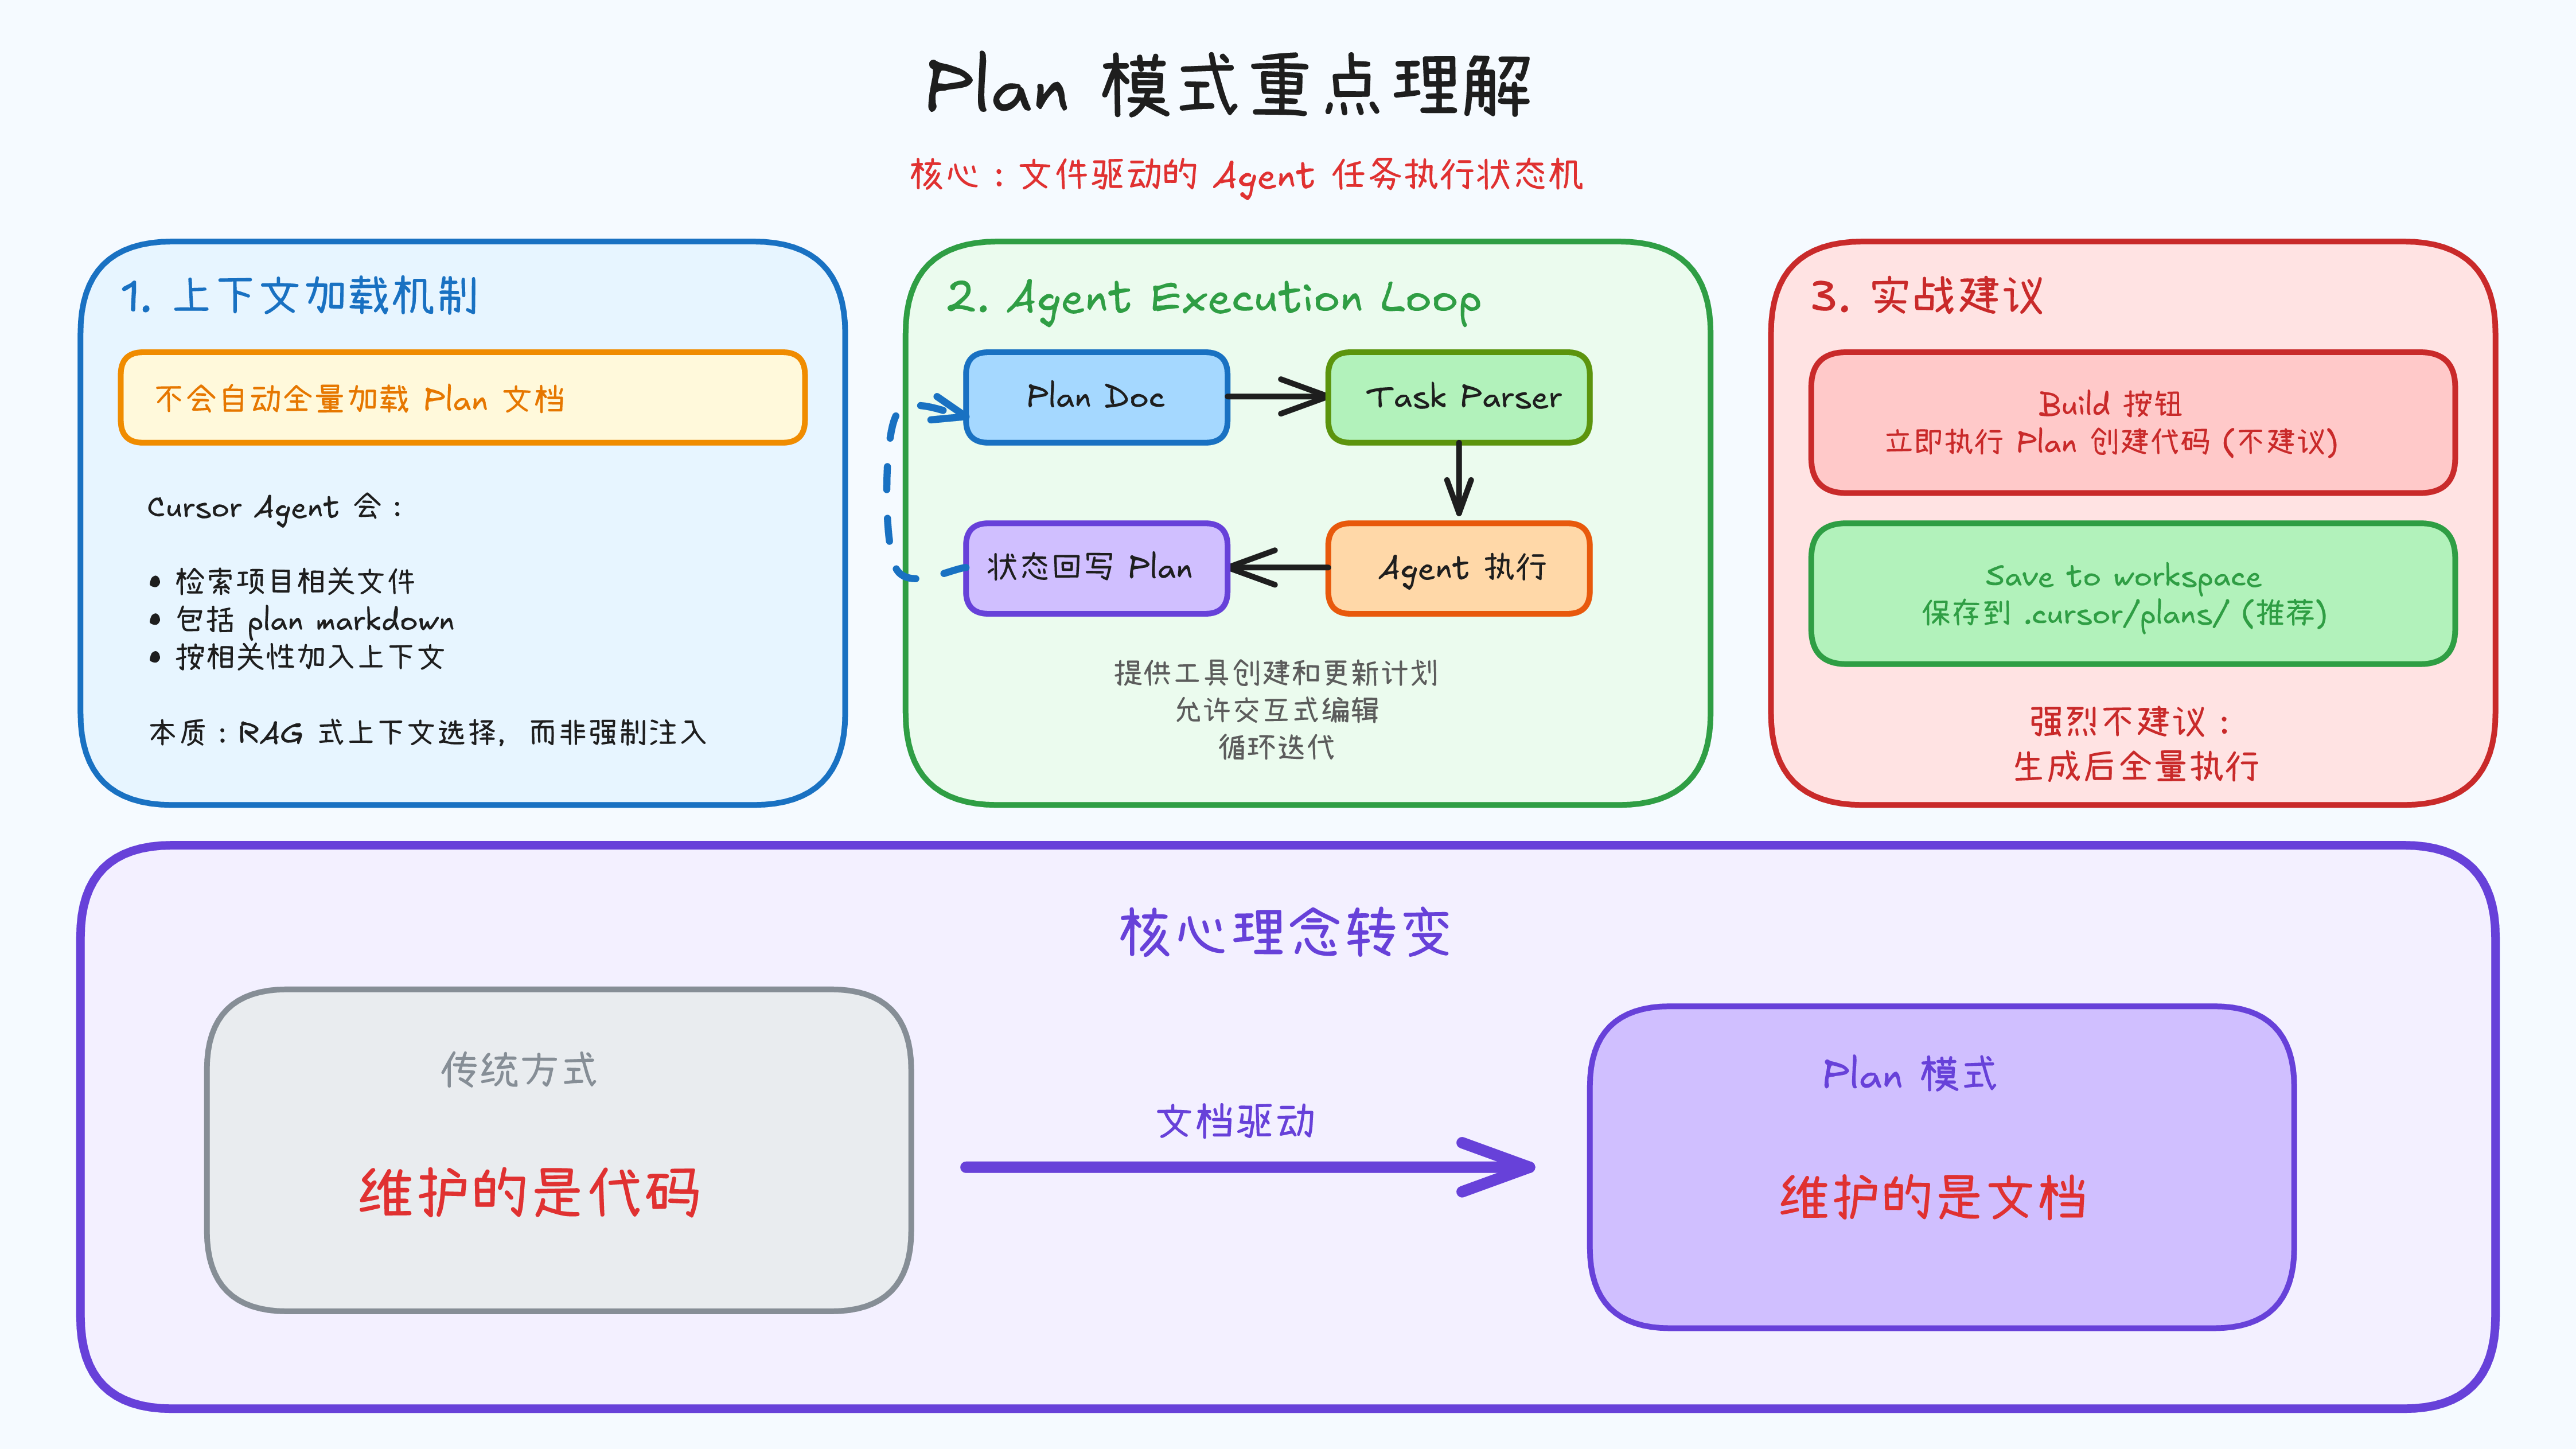 Plan 模式重点理解
核心：文件驱动的 Agent 任务执行状态机
1. 上下文加载机制
不会自动全量加载 Plan 文档
Cursor Agent 会：
• 检索项目相关文件
• 包括 plan markdown
• 按相关性加入上下文
本质：RAG 式上下文选择，而非强制注入
2. Agent Execution Loop
Plan Doc
Task Parser
状态回写 Plan
Agent 执行
提供工具创建和更新计划
允许交互式编辑
循环迭代
3. 实战建议
Build 按钮
立即执行 Plan 创建代码 (不建议)
Save to workspace
保存到 .cursor/plans/ (推荐)
强烈不建议：
生成后全量执行
核心理念转变
传统方式
维护的是代码
文档驱动
Plan 模式
维护的是文档